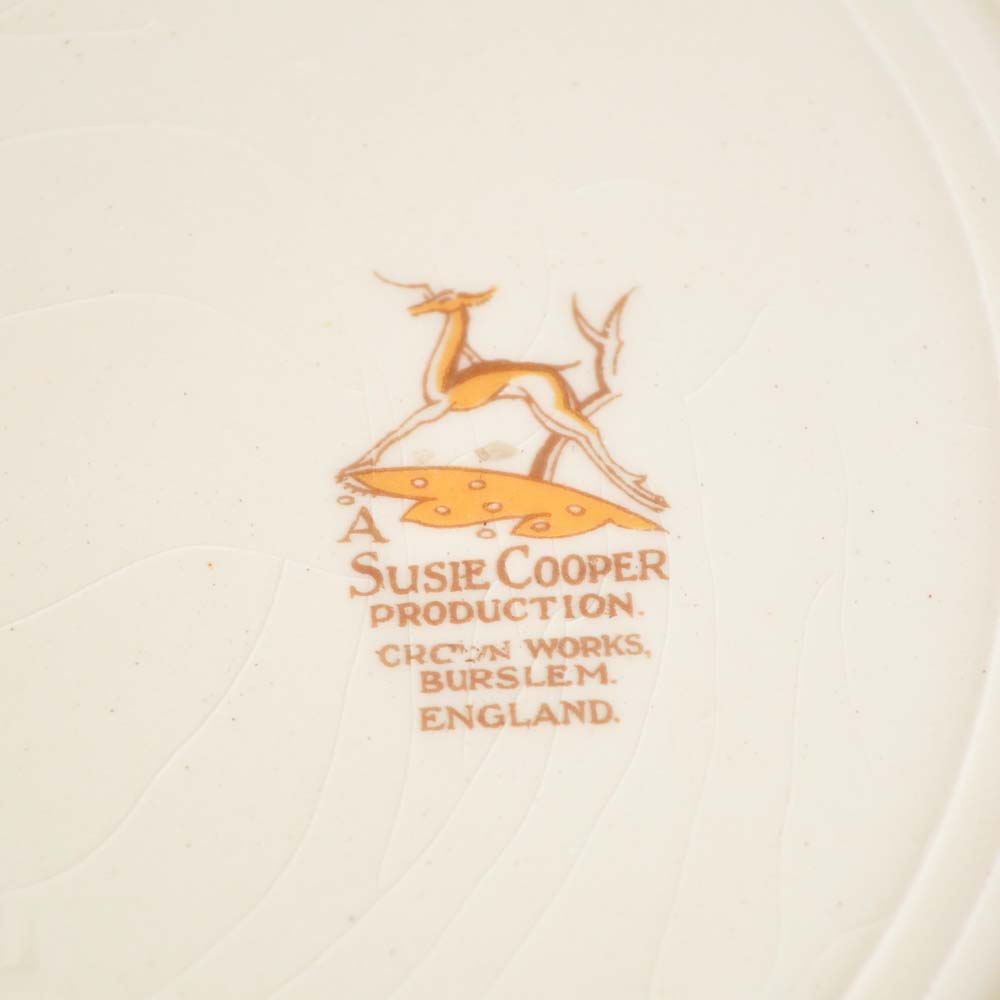 A
SUSIE COOPER
PRODUCTION.
CROWN WORKS,
BURSLEM.
ENGLAND.